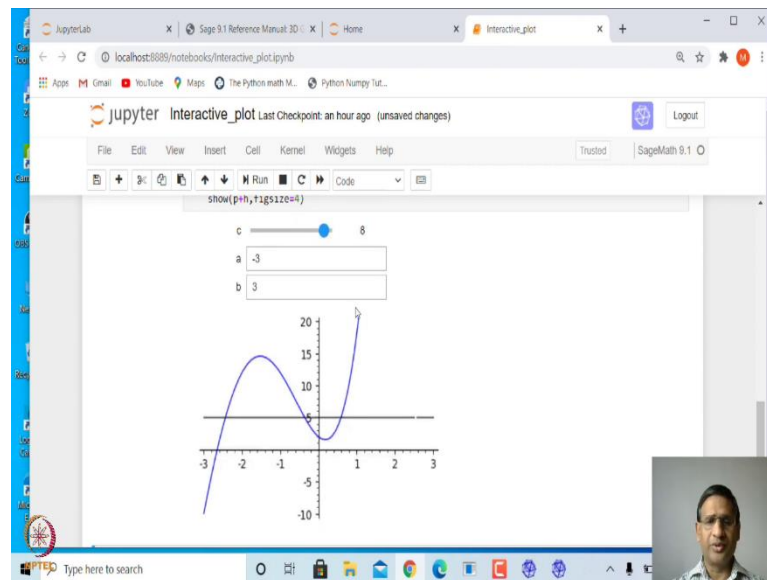 JupyterLab
Sage 9.1 Reference Manual: 3D G
Home
Interactive_plot
localhost:8889/notebooks/Interactive_plot.ipynb
Apps Gmail YouTube Maps The Python math M... Python Numpy Tut...
jupyter Interactive_plot Last Checkpoint: an hour ago (unsaved changes)
Logout
File Edit View Insert Cell Kernel Widgets Help
Trusted SageMath 9.1
Run Code
show(p+h,figsize=4)
c 8
a -3
b 3
20
15
10
5
-3 -2 -1 1 2 3
-5
-10
NPTEL
Type here to search